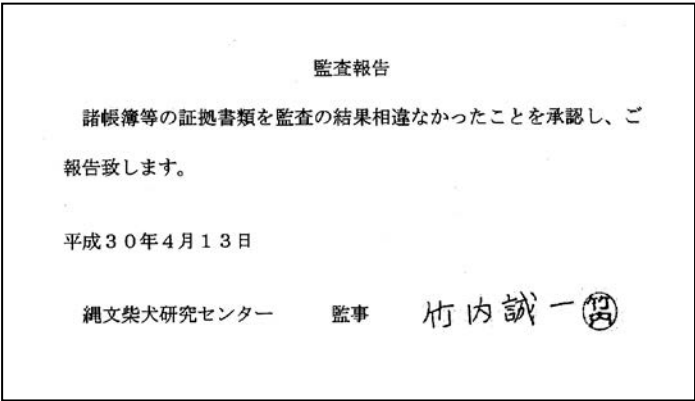 監査報告
諸帳簿等の証拠書類を監査の結果相違なかったことを承認し、ご
報告致します。
平成30年4月13日
縄文柴犬研究センター 監事 竹内誠一 竹内